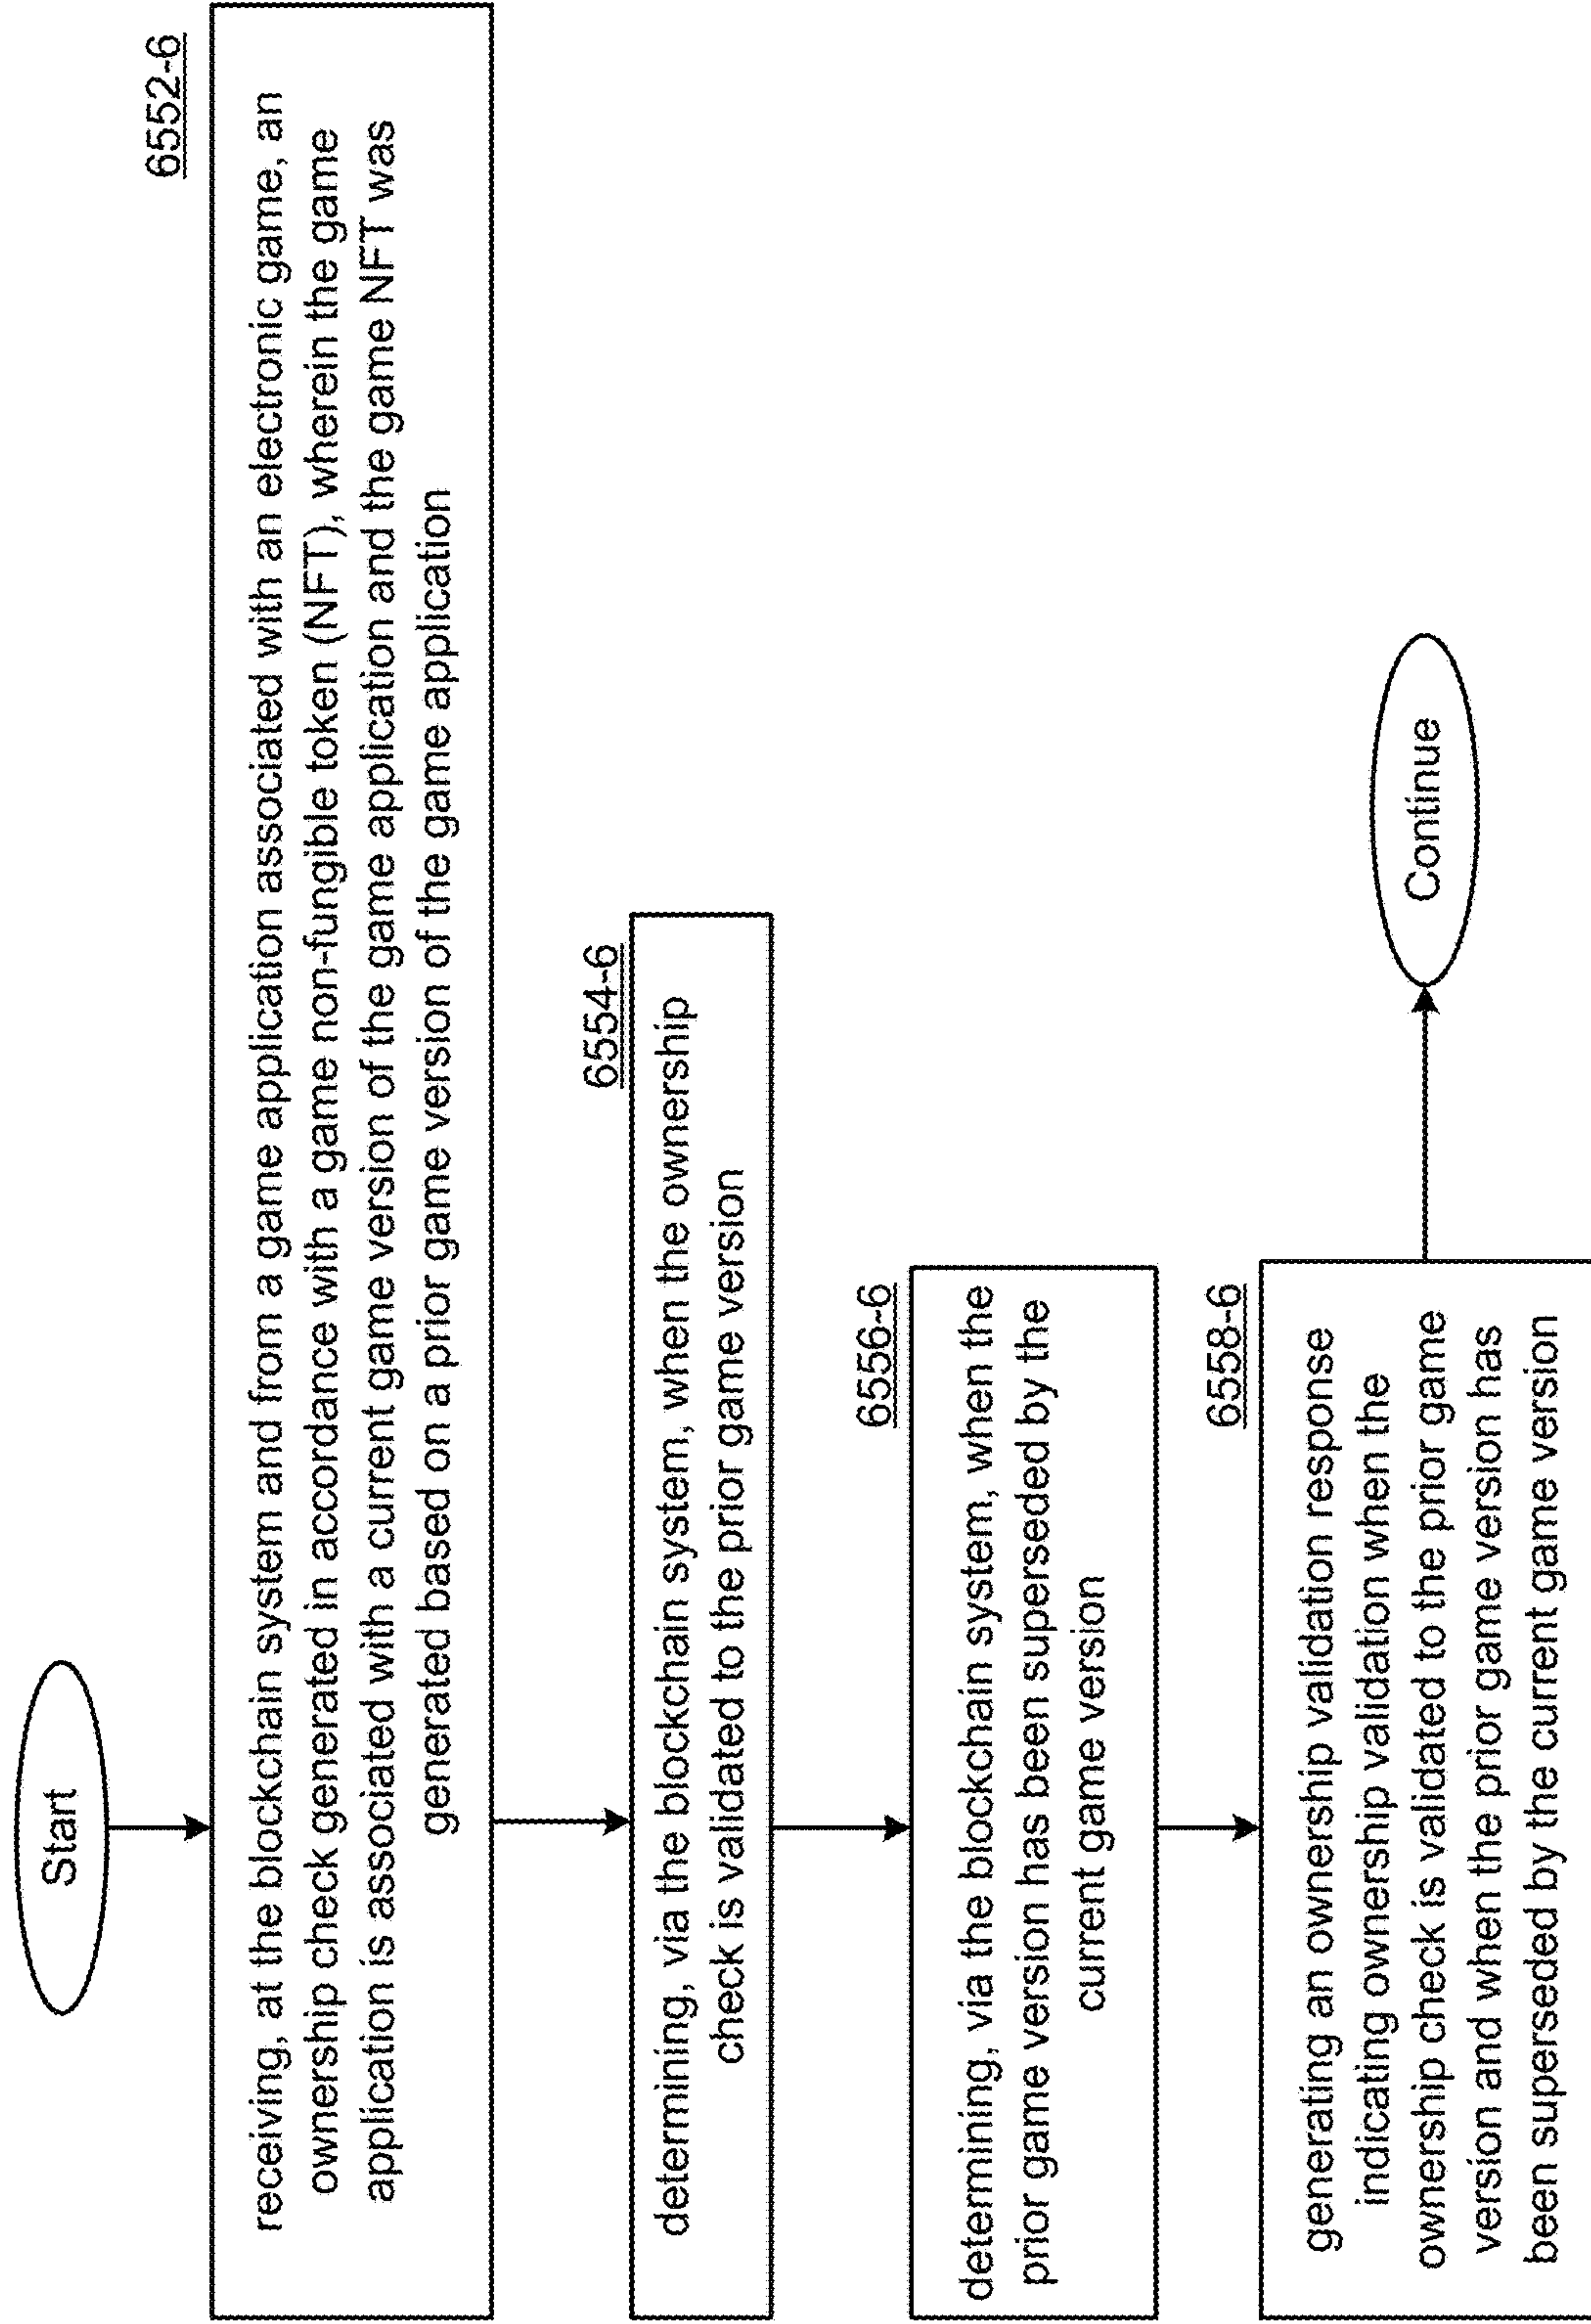 Start
6552-6
receiving, at the blockchain system and from a game application associated with an electronic game, an
ownership check generated in accordance with a game non-fungible token (NFT), wherein the game
application is associated with a current game version of the game application and the game NFT was
generated based on a prior game version of the game application
6554-6
determining, via the blockchain system, when the ownership
check is validated to the prior game version
6556-6
determining, via the blockchain system, when the
prior game version has been superseded by the
current game version
6558-6
generating an ownership validation response
indicating ownership validation when the
ownership check is validated to the prior game
version and when the prior game version has
been superseded by the current game version
Continue